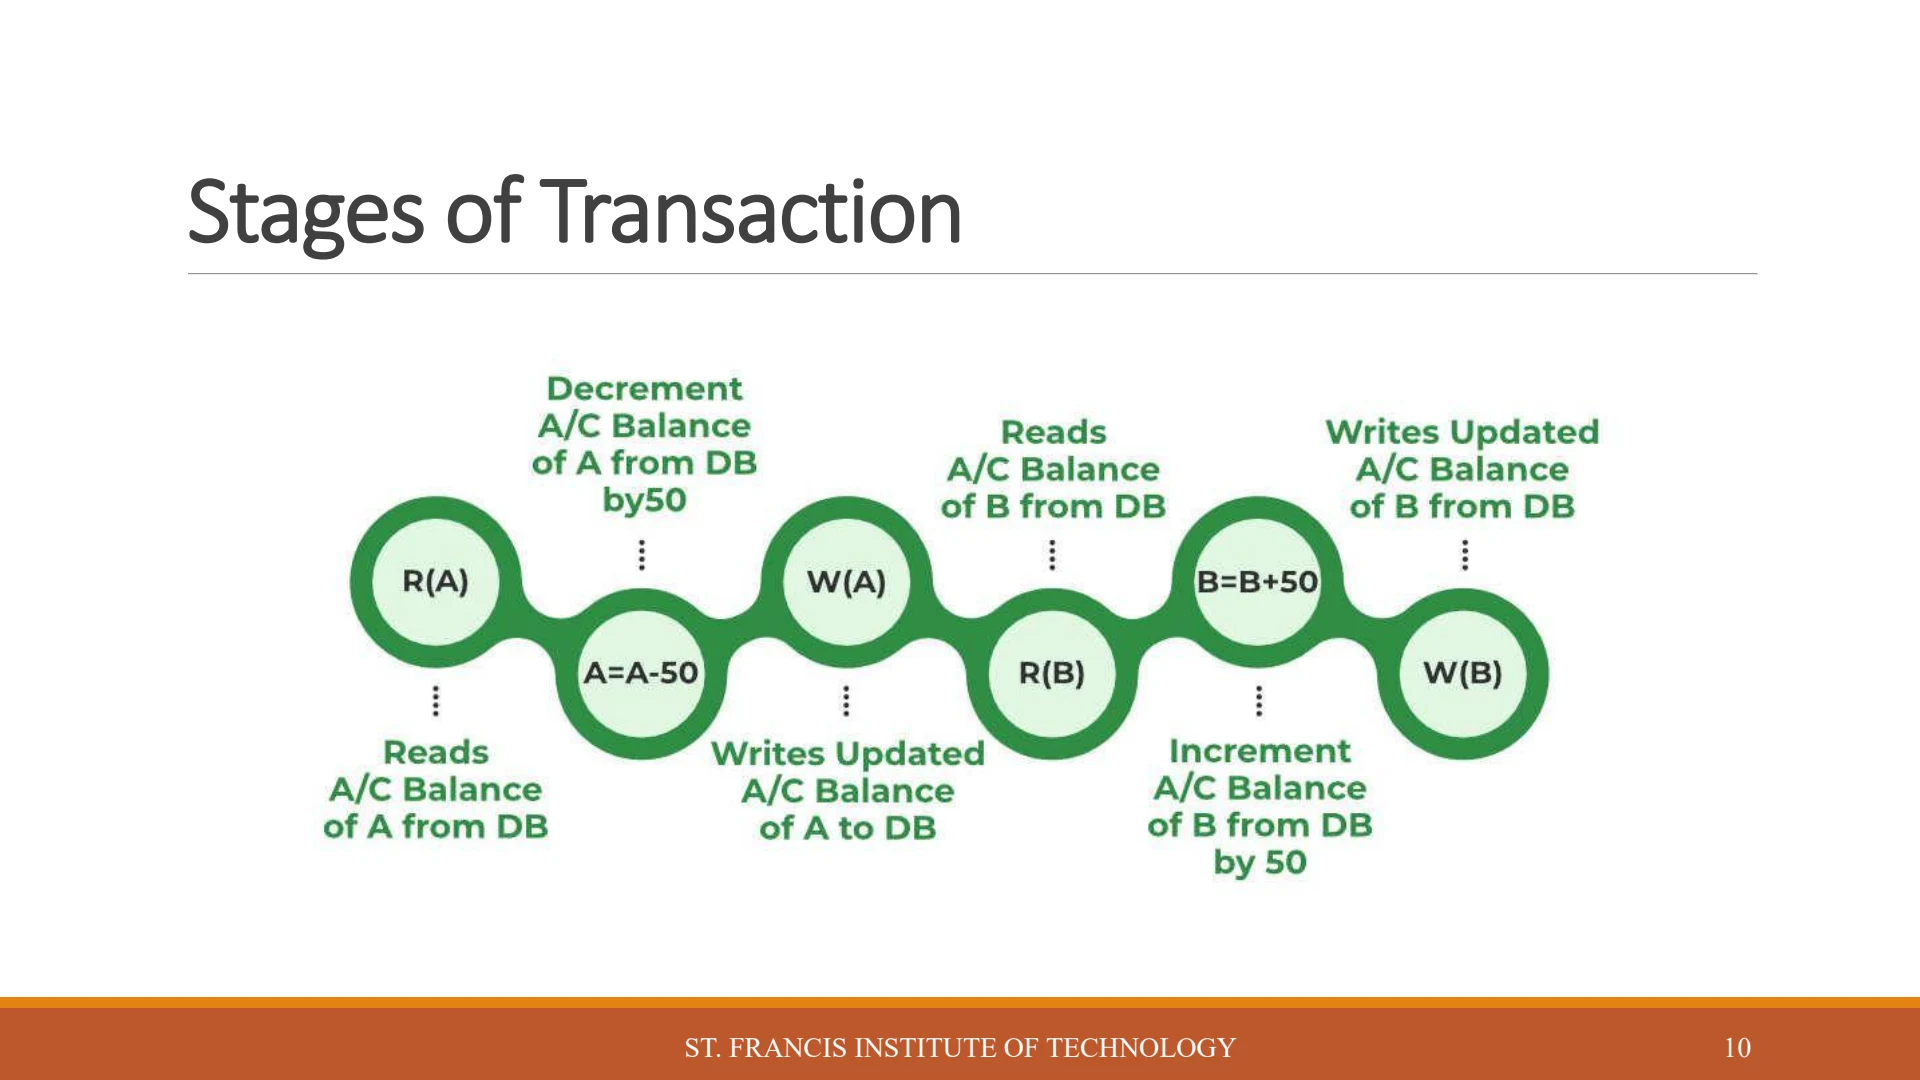 Stages of Transaction
Decrement
A/C Balance
of A from DB
by50
Reads
A/C Balance
of B from DB
Writes Updated
A/C Balance
of B from DB
R(A)
A=A-50
W(A)
R(B)
B=B+50
W(B)
Reads
A/C Balance
of A from DB
Writes Updated
A/C Balance
of A to DB
Increment
A/C Balance
of B from DB
by 50
ST. FRANCIS INSTITUTE OF TECHNOLOGY
10